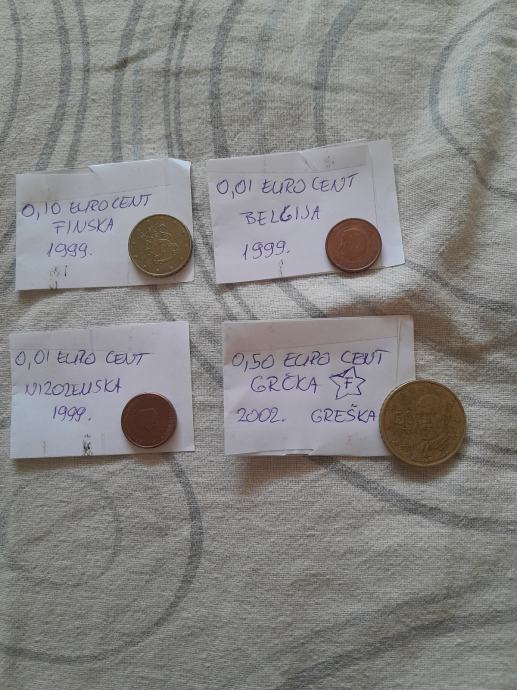 0,10 EURO CENT
FINSKA
1999.
0,01 EURO CENT
BELGIJA
1999.
0,01 EURO CENT
NIZOZEMSKA
1999.
0,50 EURO CENT
GRČKA F
2002. GREŠKA